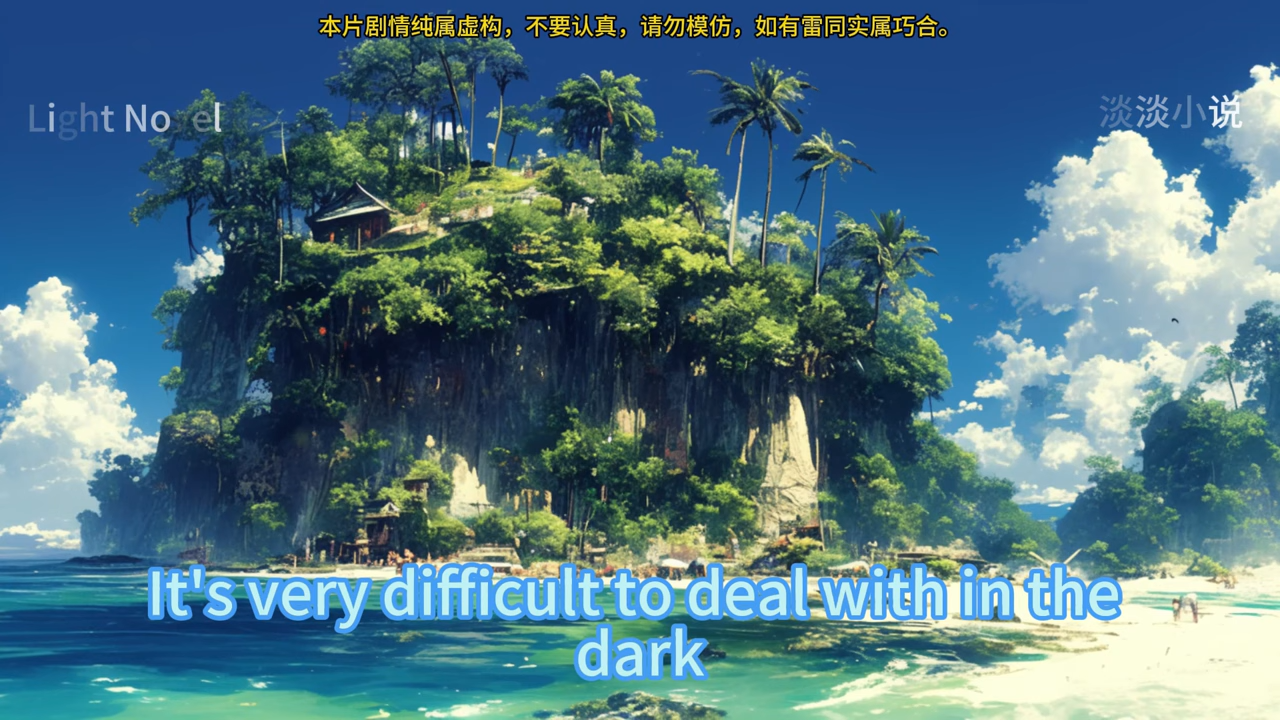 本片剧情纯属虚构，不要认真，请勿模仿，如有雷同实属巧合。
Light Novel
淡淡小说
It's very difficult to deal with in the
dark